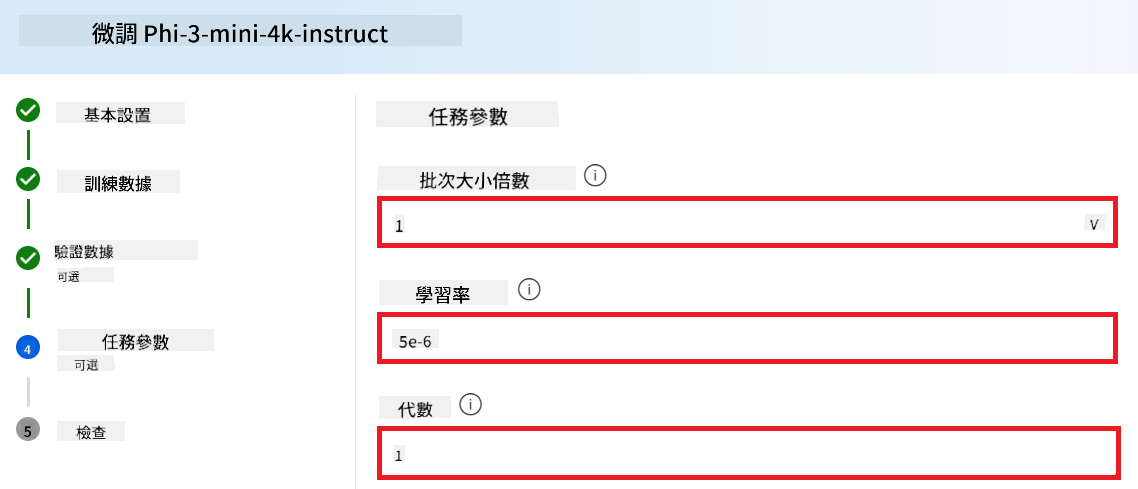 微調 Phi-3-mini-4k-instruct
基本設置
訓練數據
驗證數據
可選
4
任務參數
可選
5
檢查
任務參數
批次大小倍數
1
V
學習率
5e-6
代數
1